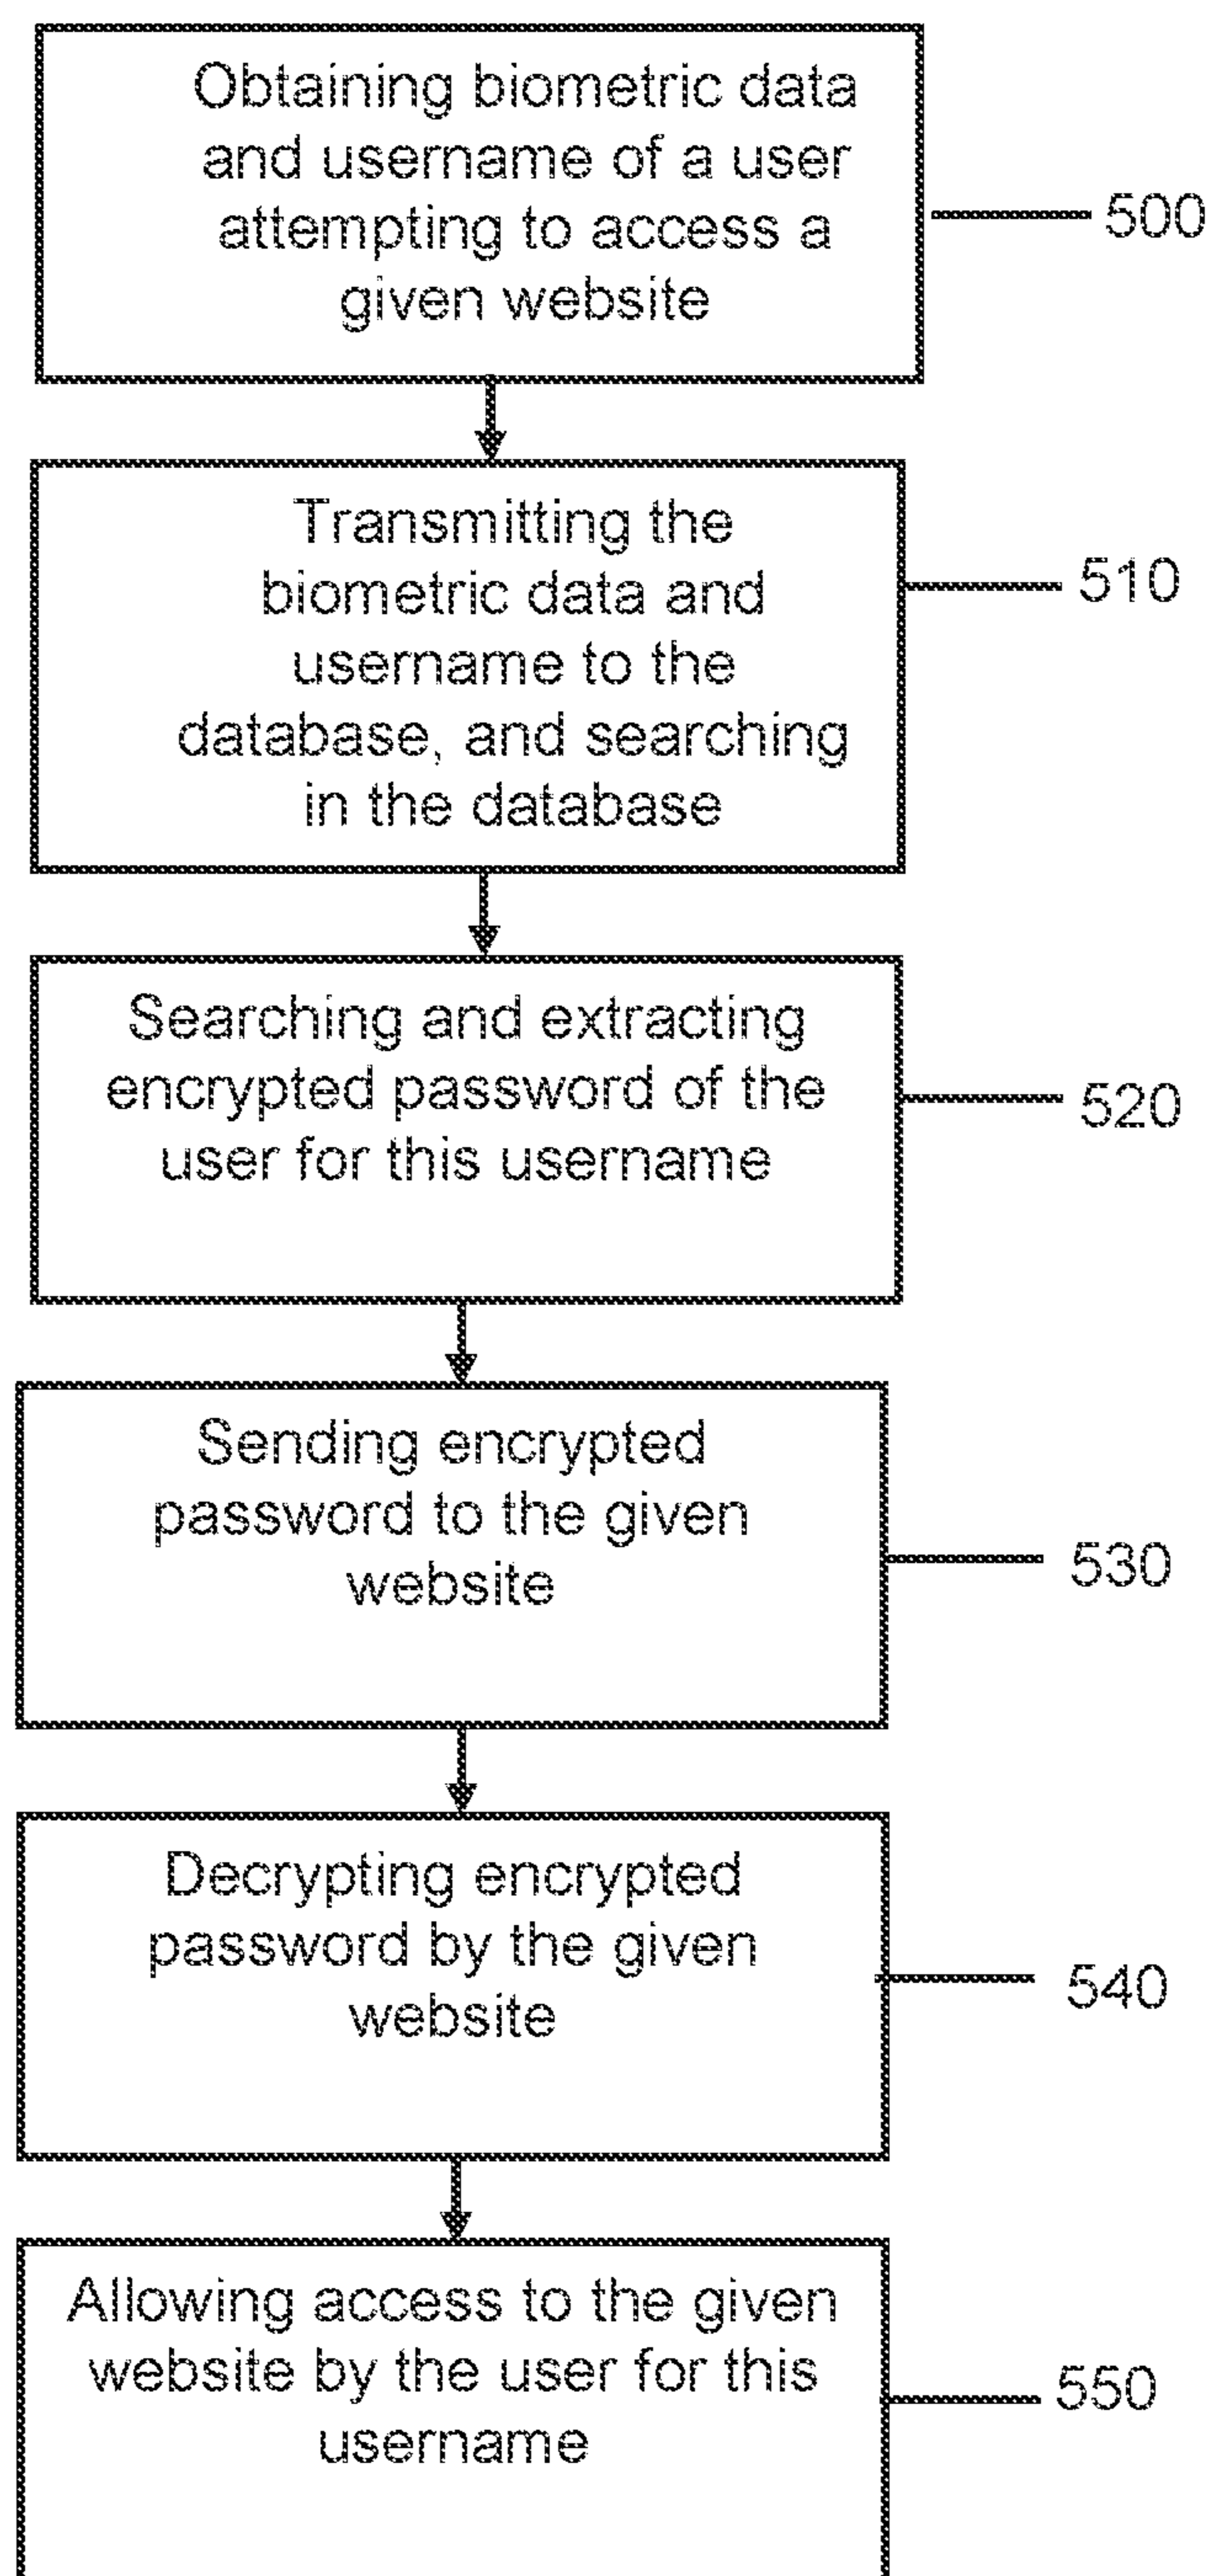 Obtaining biometric data
and username of a user
attempting to access a
given website
500
Transmitting the
biometric data and
username to the
database, and searching
in the database
510
Searching and extracting
encrypted password of the
user for this username
520
Sending encrypted
password to the given
website
530
Decrypting encrypted
password by the given
website
540
Allowing access to the given
website by the user for this
username
550